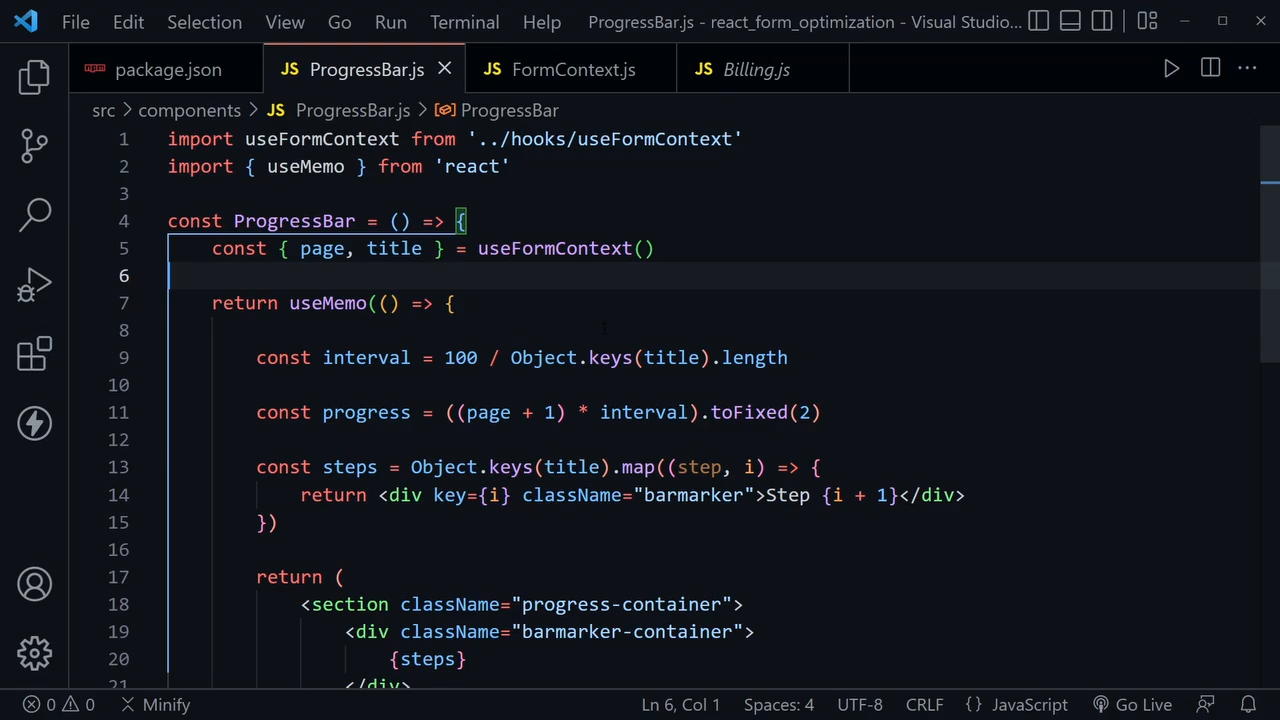 File Edit Selection View Go Run Terminal Help ProgressBar.js - react_form_optimization - Visual Studio...
package.json JS ProgressBar.js JS FormContext.js JS Billing.js
src > components > JS ProgressBar.js > ProgressBar
1 import useFormContext from '../hooks/useFormContext'
2 import { useMemo } from 'react'
3
4 const ProgressBar = () => {
5 const { page, title } = useFormContext()
6
7 return useMemo(() => {
8
9 const interval = 100 / Object.keys(title).length
10
11 const progress = ((page + 1) * interval).toFixed(2)
12
13 const steps = Object.keys(title).map((step, i) => {
14 return <div key={i} className="barmarker">Step {i + 1}</div>
15 })
16
17 return (
18 <section className="progress-container">
19 <div className="barmarker-container">
20 {steps}
21 </div>
0 0 Minify Ln 6, Col 1 Spaces: 4 UTF-8 CRLF {} JavaScript Go Live